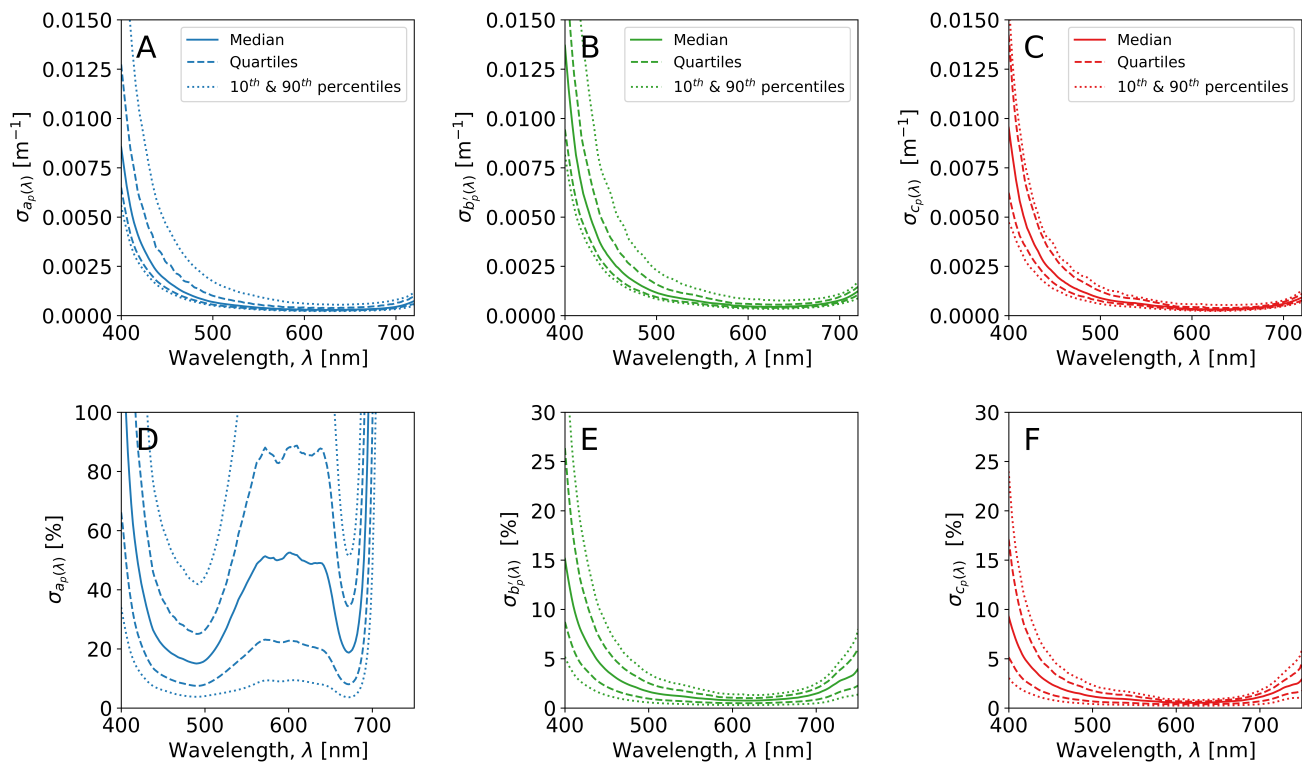 A
Median
Quartiles
10th & 90th percentiles
0.0150
0.0125
0.0100
0.0075
0.0050
0.0025
0.0000
σap(λ) [m−1]
400 500 600 700
Wavelength, λ [nm]
B
Median
Quartiles
10th & 90th percentiles
0.0150
0.0125
0.0100
0.0075
0.0050
0.0025
0.0000
σb′p(λ) [m−1]
400 500 600 700
Wavelength, λ [nm]
C
Median
Quartiles
10th & 90th percentiles
0.0150
0.0125
0.0100
0.0075
0.0050
0.0025
0.0000
σcp(λ) [m−1]
400 500 600 700
Wavelength, λ [nm]
D
100
80
60
40
20
0
σap(λ) [%]
400 500 600 700
Wavelength, λ [nm]
E
30
25
20
15
10
5
0
σb′p(λ) [%]
400 500 600 700
Wavelength, λ [nm]
F
30
25
20
15
10
5
0
σcp(λ) [%]
400 500 600 700
Wavelength, λ [nm]